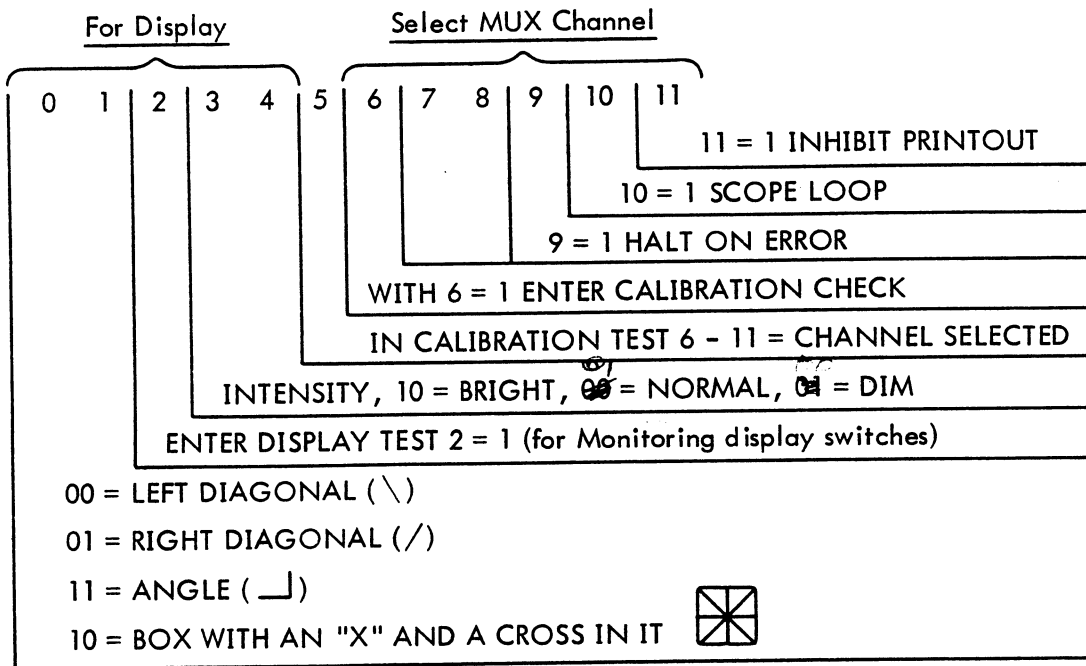 For Display Select MUX Channel
0 1 2 3 4 5 6 7 8 9 10 11
11 = 1 INHIBIT PRINTOUT
10 = 1 SCOPE LOOP
9 = 1 HALT ON ERROR
WITH 6 = 1 ENTER CALIBRATION CHECK
IN CALIBRATION TEST 6 - 11 = CHANNEL SELECTED
INTENSITY, 10 = BRIGHT, = NORMAL, = DIM
ENTER DISPLAY TEST 2 = 1 (for Monitoring display switches)
00 = LEFT DIAGONAL (\)
01 = RIGHT DIAGONAL (/)
11 = ANGLE (⏌)
10 = BOX WITH AN "X" AND A CROSS IN IT